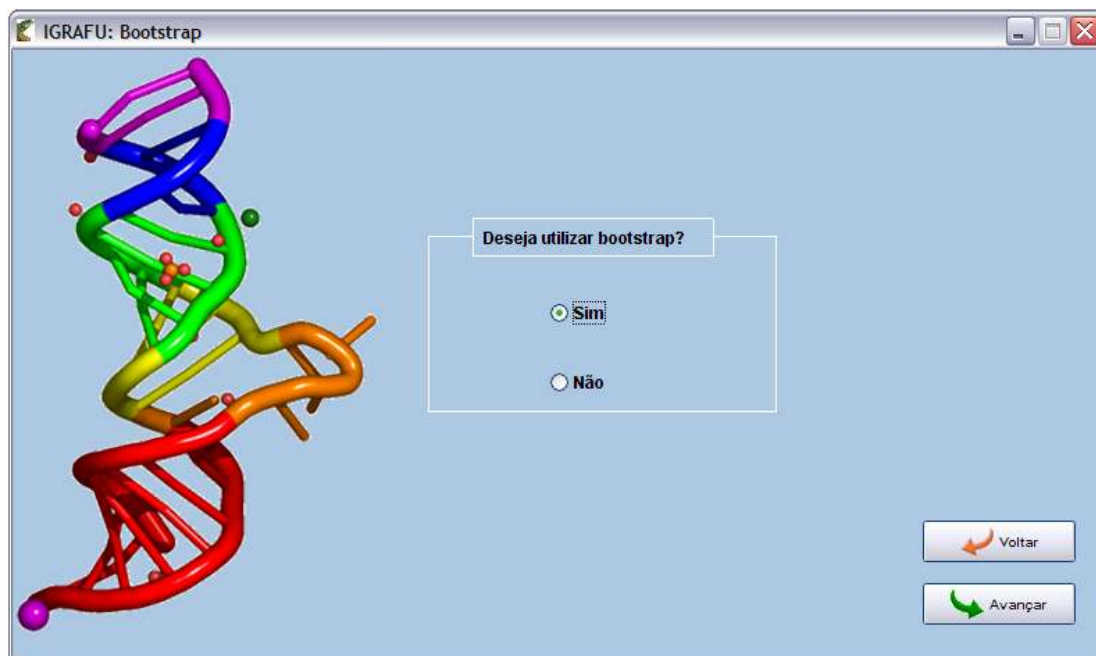 IGRAFU: Bootstrap
Deseja utilizar bootstrap?
Sim
Não
Voltar
Avançar